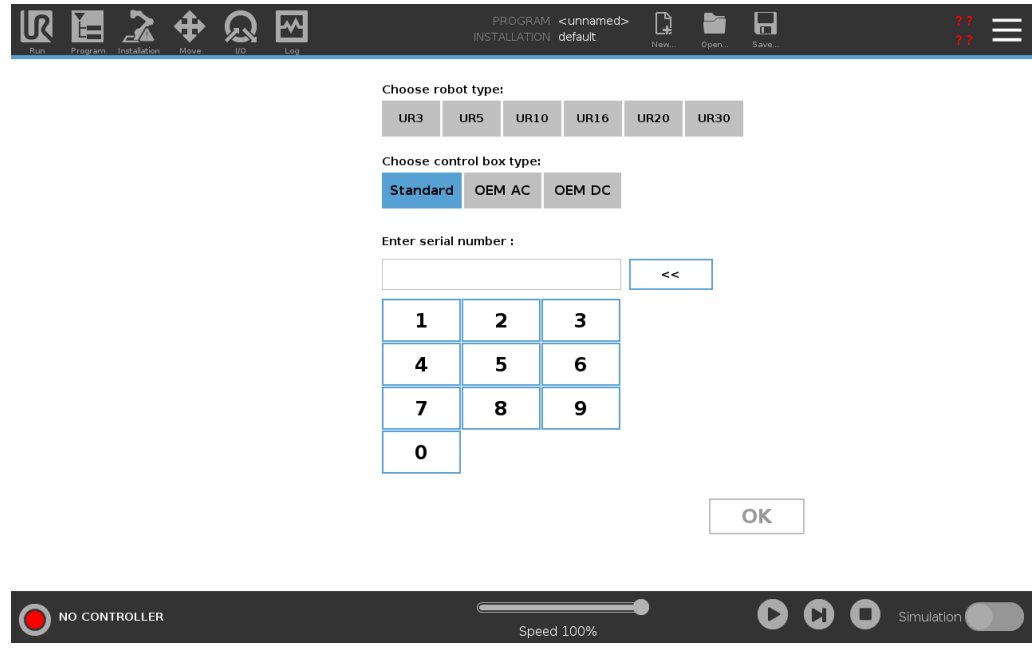 PROGRAM <unnamed>
INSTALLATION default
? ?
? ?
Run Program Installation Move I/O Log New... Open... Save...
Choose robot type:
UR3 UR5 UR10 UR16 UR20 UR30
Choose control box type:
Standard OEM AC OEM DC
Enter serial number :
<<
1 2 3
4 5 6
7 8 9
0
OK
NO CONTROLLER
Speed 100%
Simulation